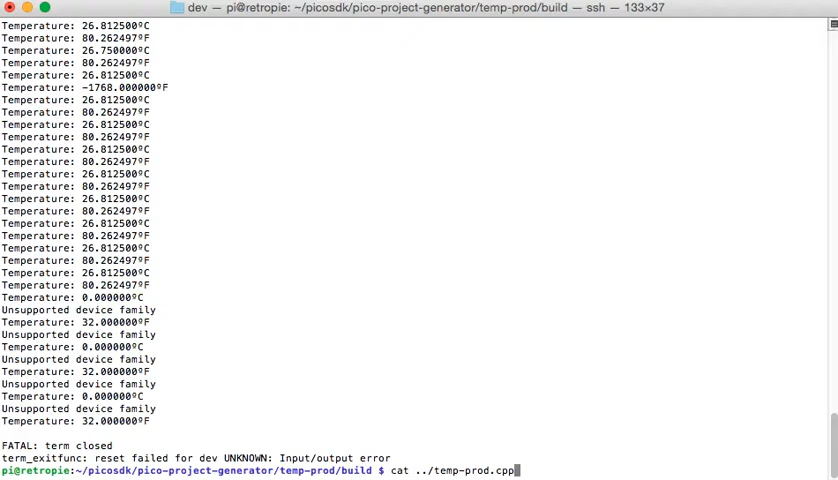 dev — pi@retropie: ~/picosdk/pico-project-generator/temp-prod/build — ssh — 133×37
Temperature: 26.812500ºC
Temperature: 80.262497ºF
Temperature: 26.750000ºC
Temperature: 80.262497ºF
Temperature: 26.812500ºC
Temperature: -1768.000000ºF
Temperature: 26.812500ºC
Temperature: 80.262497ºF
Temperature: 26.812500ºC
Temperature: 80.262497ºF
Temperature: 26.812500ºC
Temperature: 80.262497ºF
Temperature: 26.812500ºC
Temperature: 80.262497ºF
Temperature: 26.812500ºC
Temperature: 80.262497ºF
Temperature: 26.812500ºC
Temperature: 80.262497ºF
Temperature: 26.812500ºC
Temperature: 80.262497ºF
Temperature: 26.812500ºC
Temperature: 80.262497ºF
Temperature: 0.000000ºC
Unsupported device family
Temperature: 32.000000ºF
Unsupported device family
Temperature: 0.000000ºC
Unsupported device family
Temperature: 32.000000ºF
Unsupported device family
Temperature: 0.000000ºC
Unsupported device family
Temperature: 32.000000ºF
FATAL: term closed
term_exitfunc: reset failed for dev UNKNOWN: Input/output error
pi@retropie:~/picosdk/pico-project-generator/temp-prod/build $ cat ../temp-prod.cpp